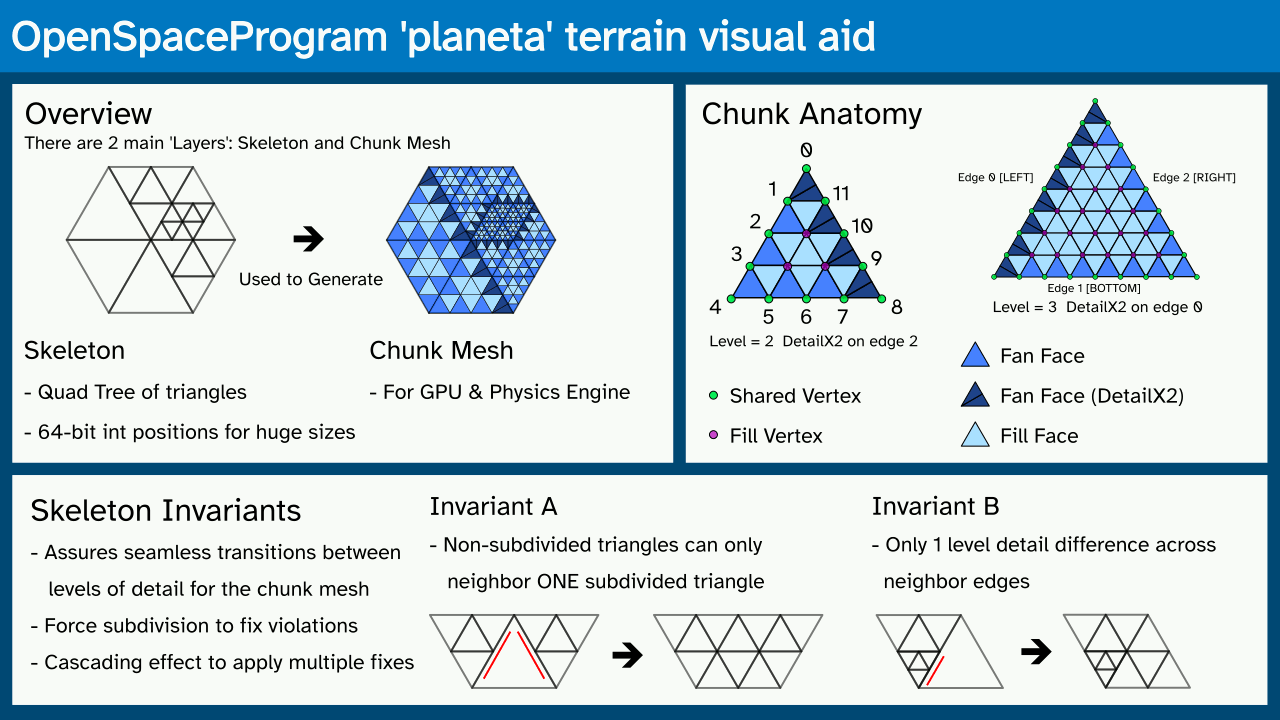 OpenSpaceProgram 'planeta' terrain visual aid
Overview
There are 2 main 'Layers': Skeleton and Chunk Mesh
Used to Generate
Skeleton
- Quad Tree of triangles
- 64-bit int positions for huge sizes
Chunk Mesh
- For GPU & Physics Engine
Chunk Anatomy
0
1
11
2
10
3
9
4
5
6
7
8
Level = 2 DetailX2 on edge 2
Edge 0 [LEFT]
Edge 2 [RIGHT]
Edge 1 [BOTTOM]
Level = 3 DetailX2 on edge 0
Shared Vertex
Fill Vertex
Fan Face
Fan Face (DetailX2)
Fill Face
Skeleton Invariants
- Assures seamless transitions between
levels of detail for the chunk mesh
- Force subdivision to fix violations
- Cascading effect to apply multiple fixes
Invariant A
- Non-subdivided triangles can only
neighbor ONE subdivided triangle
Invariant B
- Only 1 level detail difference across
neighbor edges